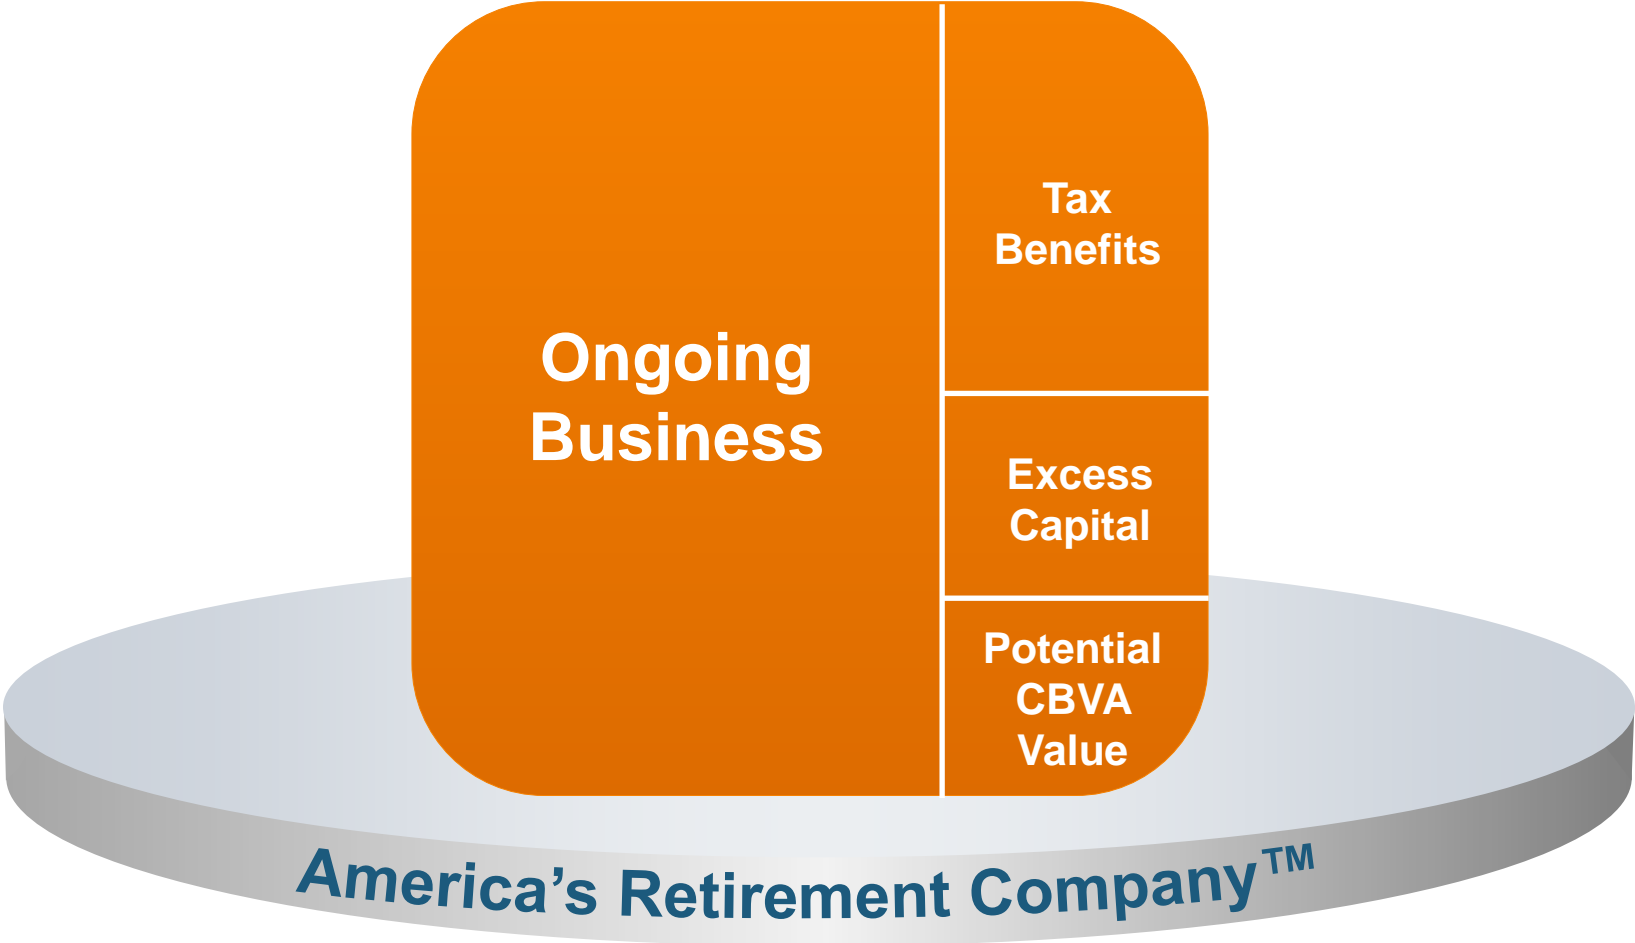 Ongoing
Business
Tax
Benefits
Excess
Capital
Potential
CBVA
Value
America’s Retirement Company™